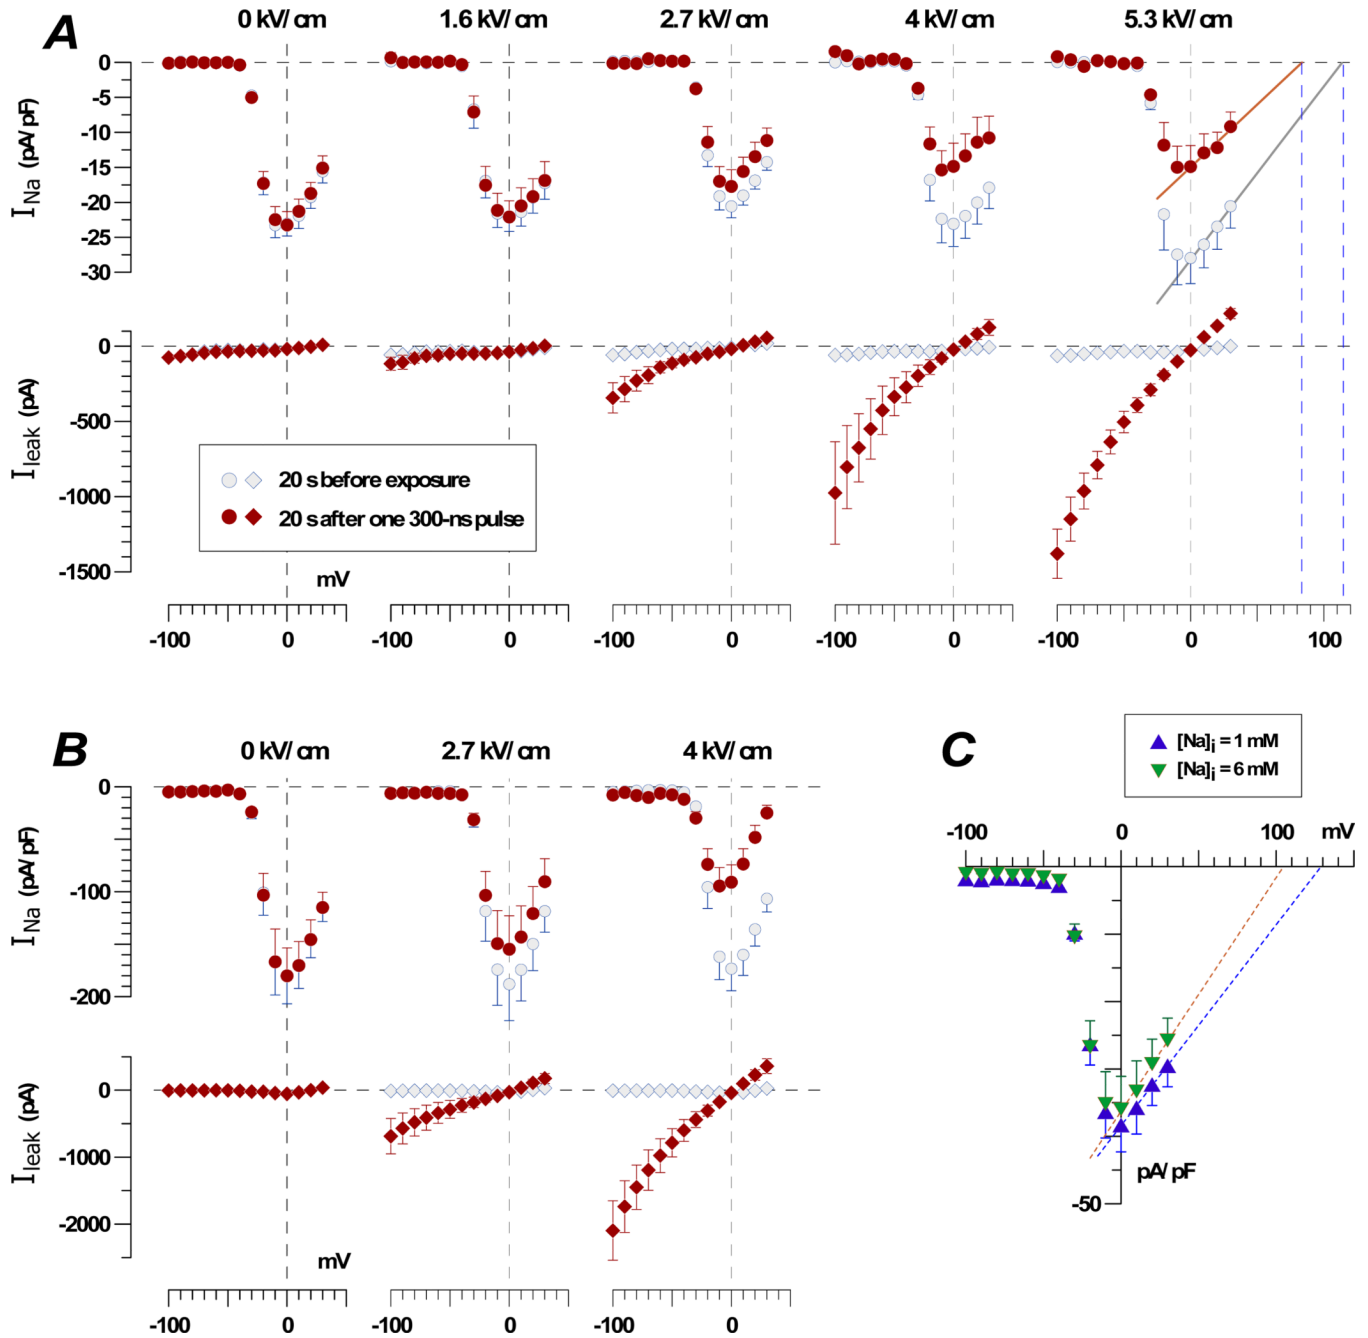 A
0 kV/cm 1.6 kV/cm 2.7 kV/cm 4 kV/cm 5.3 kV/cm
I Na (pA/pF)
0
-5
-10
-15
-20
-25
-30
I leak (pA)
0
-500
-1000
-1500
20 s before exposure
20 s after one 300-ns pulse
mV
-100 0 -100 0 -100 0 -100 0 -100 0 100
B
0 kV/cm 2.7 kV/cm 4 kV/cm
I Na (pA/pF)
0
-100
-200
I leak (pA)
0
-1000
-2000
mV
-100 0 -100 0 -100 0
C
[Na]i = 1 mM
[Na]i = 6 mM
-100 0 100 mV
pA/pF
-50